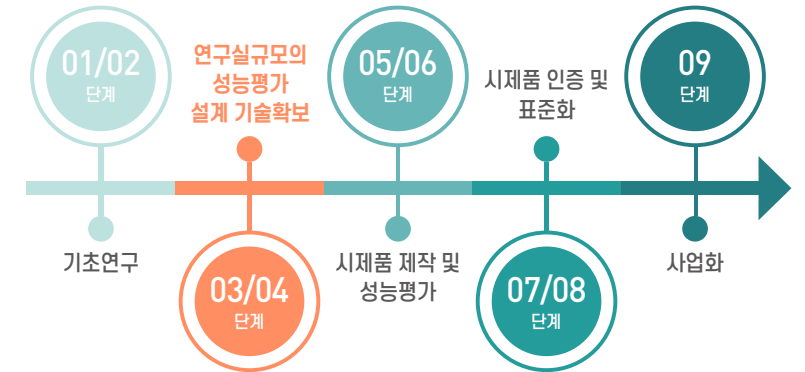 01/02
단계
기초연구
연구실규모의
성능평가
설계 기술확보
03/04
단계
05/06
단계
시제품 제작 및
성능평가
시제품 인증 및
표준화
07/08
단계
09
단계
사업화